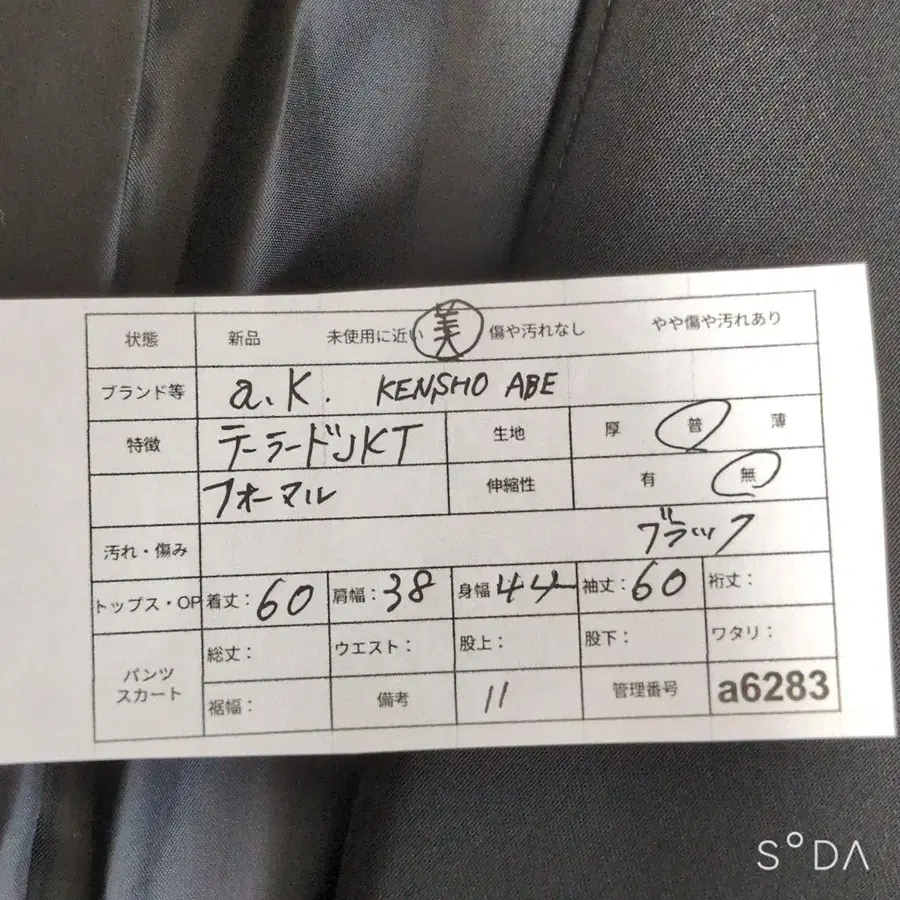 状態 新品 未使用に近い 美 傷や汚れなし やや傷や汚れあり
ブランド等 a.k. KENSHO ABE
特徴 テーラードJKT 生地 厚 普 薄
フォーマル 伸縮性 有 無
汚れ・傷み ブラック
トップス・OP 着丈:60 肩幅:38 身幅44 袖丈:60 裄丈:
パンツ スカート 総丈: ウエスト: 股上: 股下: ワタリ:
裾幅: 備考 11 管理番号 a6283
SODA